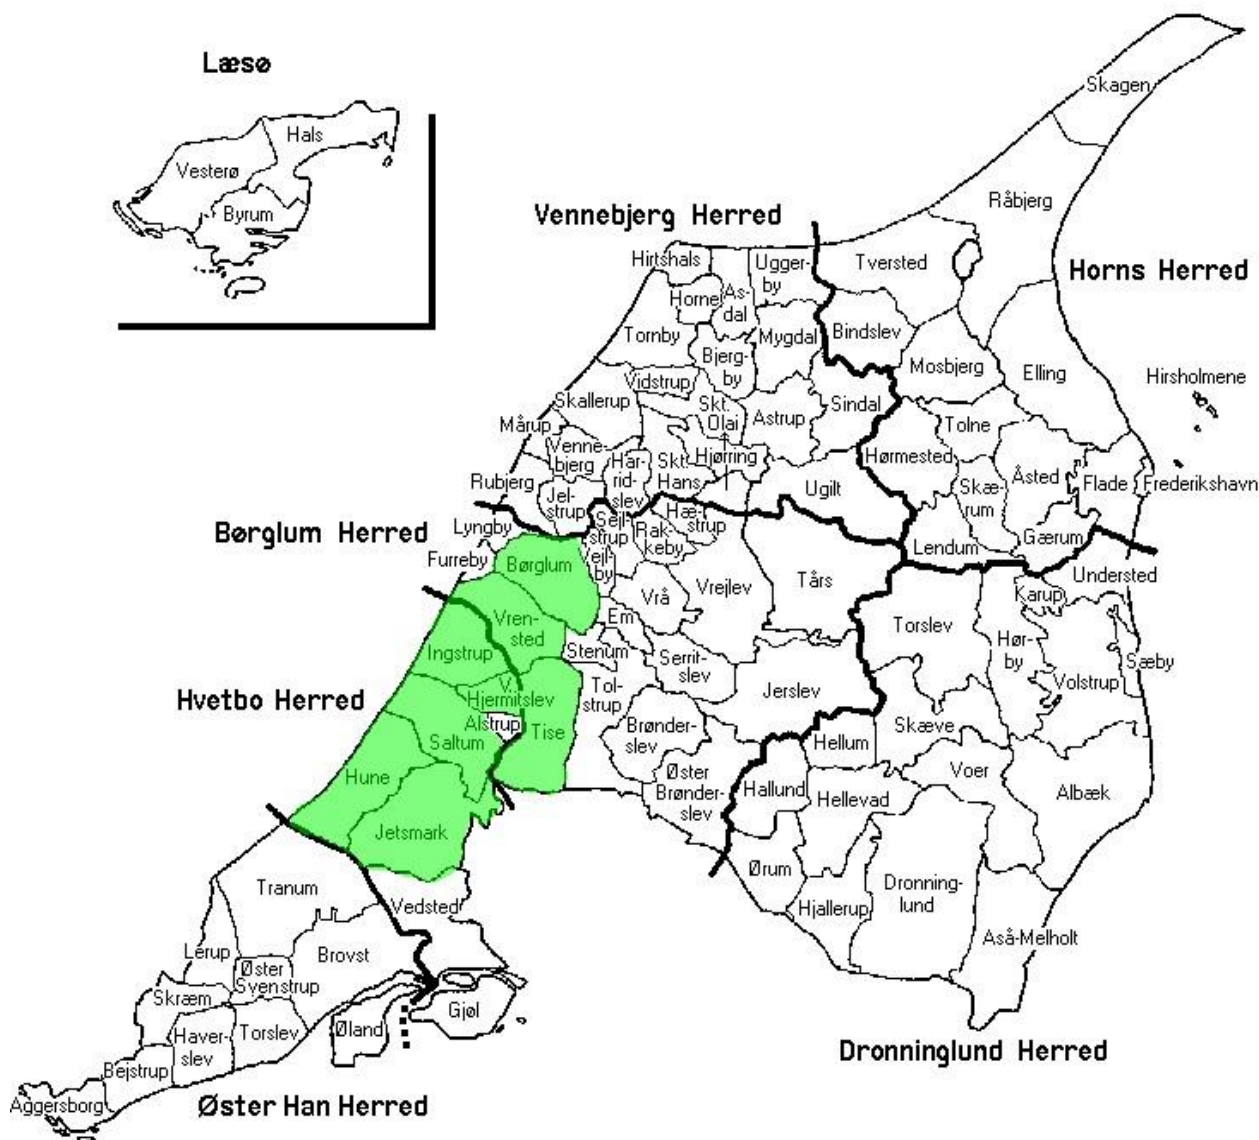 Læsø
Hals
Vesterø
Byrum
Skagen
Råbjerg
Vennebjerg Herred
Horns Herred
Hirtshals
Ugger-
by
Tversted
Horne
As-
dal
Tornby
Mygdal
Bindslev
Bjerg-
by
Mosbjerg
Elling
Hirsholmene
Vidstrup
Skallerup
Skt.
Olai
Astrup
Sindal
Tolne
Mårup
Venne-
bjerg
Har-
rid-
slev
Skt.
Hans
Hjørring
Hørmested
Åsted
Flade
Frederikshavn
Rubjerg
Jel-
strup
Ugilt
Skæ-
rum
Børglum Herred
Lyngby
Sejl-
strup
Hæ-
strup
Rak-
keby
Gærum
Lendum
Furreby
Børglum
Vejl-
by
Vrå
Vrejlev
Tårs
Understed
Karup
Vren-
sted
Em
Torslev
Hør-
by
Ingstrup
Stenum
Serrit-
slev
Sæby
Volstrup
Hvetbo Herred
V.
Hjermitslev
Tol-
strup
Jerslev
Alstrup
Tise
Brønder-
slev
Skæve
Saltum
Hellum
Hune
Øster
Brønder-
slev
Voer
Hallund
Hellevad
Albæk
Jetsmark
Ørum
Dronning-
lund
Tranum
Vedsted
Hjallerup
Aså-Melholt
Lerup
Brovst
Øster
Svenstrup
Skræm
Gjøl
Øland
Haver-
slev
Torslev
Dronninglund Herred
Bejstrup
Aggersborg
Øster Han Herred